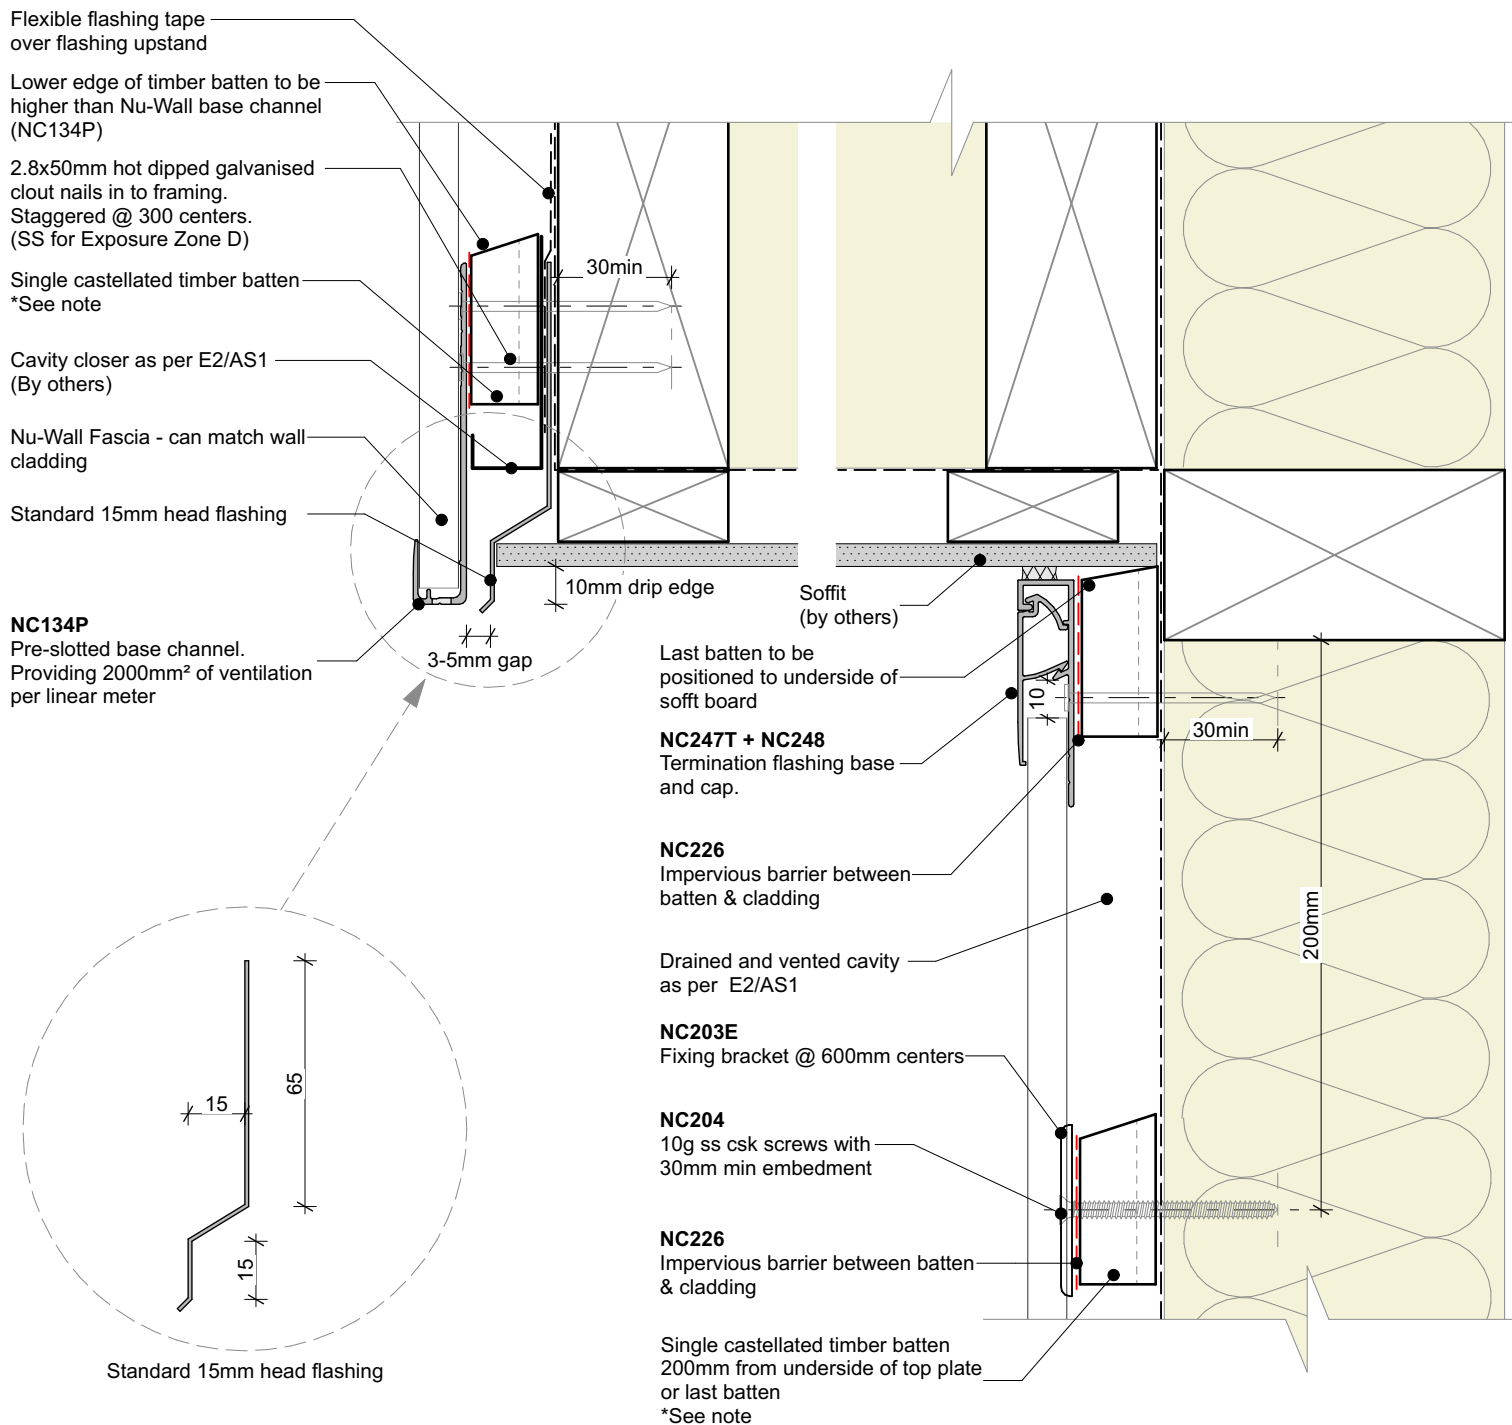 Flexible flashing tape
over flashing upstand
Lower edge of timber batten to be
higher than Nu-Wall base channel
(NC134P)
2.8x50mm hot dipped galvanised
clout nails in to framing.
Staggered @ 300 centers.
(SS for Exposure Zone D)
Single castellated timber batten
*See note
Cavity closer as per E2/AS1
(By others)
Nu-Wall Fascia - can match wall
cladding
Standard 15mm head flashing
NC134P
Pre-slotted base channel.
Providing 2000mm² of ventilation
per linear meter
30min
10mm drip edge
3-5mm gap
Soffit
(by others)
Last batten to be
positioned to underside of
sofft board
10
30min
NC247T + NC248
Termination flashing base
and cap.
NC226
Impervious barrier between
batten & cladding
200mm
Drained and vented cavity
as per E2/AS1
NC203E
Fixing bracket @ 600mm centers
NC204
10g ss csk screws with
30mm min embedment
NC226
Impervious barrier between batten
& cladding
Single castellated timber batten
200mm from underside of top plate
or last batten
*See note
15
65
15
Standard 15mm head flashing